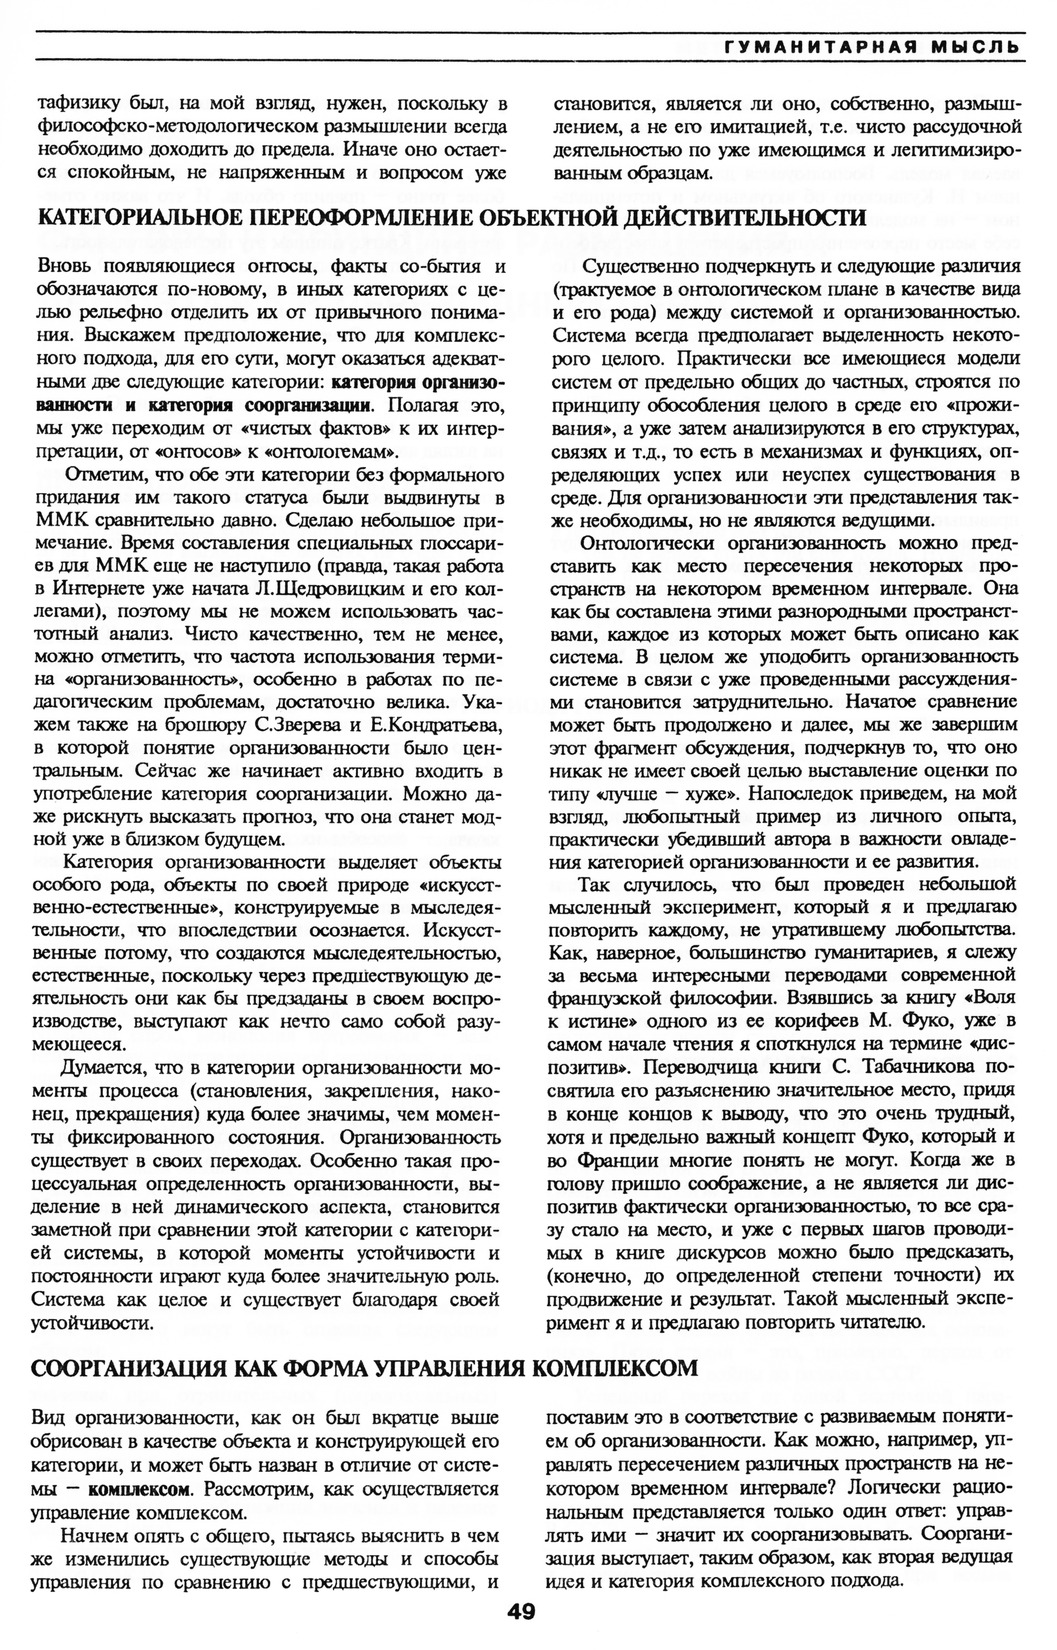 ГУМАНИТАРНАЯ МЫСЛЬ
тафизику был, на мой взгляд, нужен, поскольку в
философско-методологическом размышлении всегда
необходимо доходить до предела. Иначе оно остает-
ся спокойным, не напряженным и вопросом уже
становится, является ли оно, собственно, размыш-
лением, а не его имитацией, т.е. чисто рассудочной
деятельностью по уже имеющимся и легитимизиро-
ванным образцам.
КАТЕГОРИАЛЬНОЕ ПЕРЕОФОРМЛЕНИЕ ОБЪЕКТНОЙ ДЕЙСТВИТЕЛЬНОСТИ
Вновь появляющиеся онтосы, факты со-бытия и
обозначаются по-новому, в иных категориях с це-
лью рельефно отделить их от привычного понима-
ния. Выскажем предположение, что для комплекс-
ного подхода, для его сути, могут оказаться адекват-
ными две следующие категории: категория организо-
ванности и категория соорганизации. Полагая это,
мы уже переходим от «чистых фактов» к их интер-
претации, от «онтосов» к «онтологемам».
Отметим, что обе эти категории без формального
придания им такого статуса были выдвинуты в
ММК сравнительно давно. Сделаю небольшое при-
мечание. Время составления специальных глоссари-
ев для ММК еще не наступило (правда, такая работа
в Интернете уже начата Л.Щедровицким и его кол-
легами), поэтому мы не можем использовать час-
тотный анализ. Чисто качественно, тем не менее,
можно отметить, что частота использования терми-
на «организованность», особенно в работах по пе-
дагогическим проблемам, достаточно велика. Ука-
жем также на брошюру С.Зверева и Е.Кондратьева,
в которой понятие организованности было цен-
тральным. Сейчас же начинает активно входить в
употребление категория соорганизации. Можно да-
же рискнуть высказать прогноз, что она станет мод-
ной уже в близком будущем.
Категория организованности выделяет объекты
особого рода, объекты по своей природе «искусст-
венно-естественные», конструируемые в мыследея-
тельности, что впоследствии осознается. Искусст-
венные потому, что создаются мыследеятельностью,
естественные, поскольку через предшествующую де-
ятельность они как бы предзаданы в своем воспро-
изводстве, выступают как нечто само собой разу-
меющееся.
Думается, что в категории организованности мо-
менты процесса (становления, закрепления, нако-
нец, прекращения) куда более значимы, чем момен-
ты фиксированного состояния. Организованность
существует в своих переходах. Особенно такая про-
цессуальная определенность организованности, вы-
деление в ней динамического аспекта, становится
заметной при сравнении этой категории с категори-
ей системы, в которой моменты устойчивости и
постоянности играют куда более значительную роль.
Система как целое и существует благодаря своей
устойчивости.
Существенно подчеркнуть и следующие различия
(трактуемое в онтологическом плане в качестве вида
и его рода) между системой и организованностью.
Система всегда предполагает выделенность некото-
рого целого. Практически все имеющиеся модели
систем от предельно общих до частных, строятся по
принципу обособления целого в среде его «прожи-
вания», а уже затем анализируются в его структурах,
связях и т.д., то есть в механизмах и функциях, оп-
ределяющих успех или неуспех существования в
среде. Для организованности эти представления так-
же необходимы, но не являются ведущими.
Онтологически организованность можно пред-
ставить как место пересечения некоторых про-
странств на некотором временном интервале. Она
как бы составлена этими разнородными пространст-
вами, каждое из которых может быть описано как
система. В целом же уподобить организованность
системе в связи с уже проведенными рассуждения-
ми становится затруднительно. Начатое сравнение
может быть продолжено и далее, мы же завершим
этот фрагмент обсуждения, подчеркнув то, что оно
никак не имеет своей целью выставление оценки по
типу «лучше — хуже». Напоследок приведем, на мой
взгляд, любопытный пример из личного опыта,
практически убедивший автора в важности овладе-
ния категорией организованности и ее развития.
Так случилось, что был проведен небольшой
мысленный эксперимент, который я и предлагаю
повторить каждому, не утратившему любопытства.
Как, наверное, большинство гуманитариев, я слежу
за весьма интересными переводами современной
французской философии. Взявшись за книгу «Воля
к истине» одного из ее корифеев М. Фуко, уже в
самом начале чтения я споткнулся на термине «дис-
позитив». Переводчица книги С. Табачникова по-
святила его разъяснению значительное место, придя
в конце концов к выводу, что это очень трудный,
хотя и предельно важный концепт Фуко, который и
во Франции многие понять не могут. Когда же в
голову пришло соображение, а не является ли дис-
позитив фактически организованностью, то все сра-
зу стало на место, и уже с первых шагов проводи-
мых в книге дискурсов можно было предсказать,
(конечно, до определенной степени точности) их
продвижение и результат. Такой мысленный экспе-
римент я и предлагаю повторить читателю.
СООРГАНИЗАЦИЯ КАК ФОРМА УПРАВЛЕНИЯ КОМПЛЕКСОМ
Вид организованности, как он был вкратце выше
обрисован в качестве объекта и конструирующей его
категории, и может быть назван в отличие от систе-
мы — комплексом. Рассмотрим, как осуществляется
управление комплексом.
Начнем опять с общего, пытаясь выяснить в чем
же изменились существующие методы и способы
управления по сравнению с предшествующими, и
поставим это в соответствие с развиваемым поняти-
ем об организованности. Как можно, например, уп-
равлять пересечением различных пространств на не-
котором временном интервале? Логически рацио-
нальным представляется только один ответ: управ-
лять ими — значит их соорганизовывать. Сооргани-
зация выступает, таким образом, как вторая ведущая
идея и категория комплексного подхода.
49